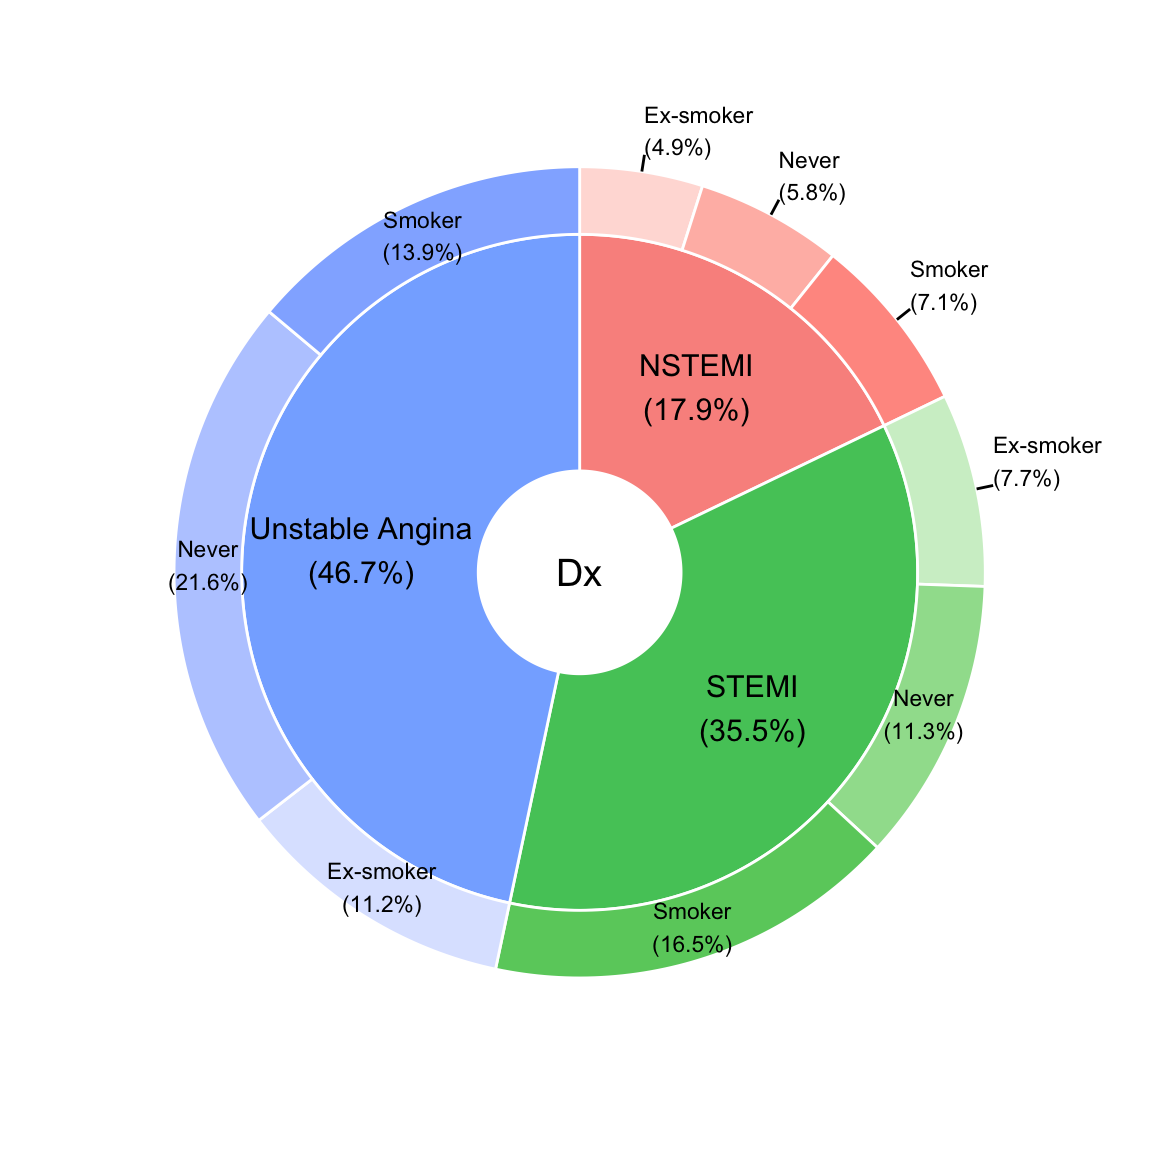 Ex-smoker
(4.9%)
Never
(5.8%)
Smoker
(7.1%)
Smoker
(13.9%)
NSTEMI
(17.9%)
Ex-smoker
(7.7%)
Unstable Angina
(46.7%)
Never
(21.6%)
Dx
STEMI
(35.5%)
Never
(11.3%)
Ex-smoker
(11.2%)
Smoker
(16.5%)